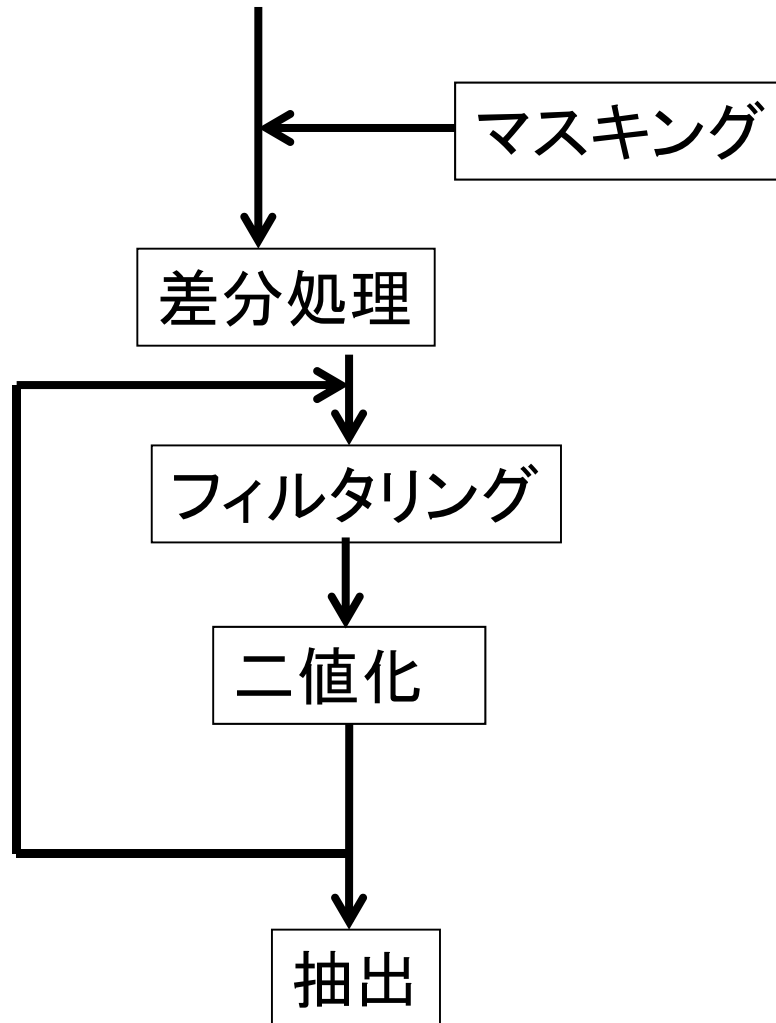 マスキング
差分処理
フィルタリング
二値化
抽出